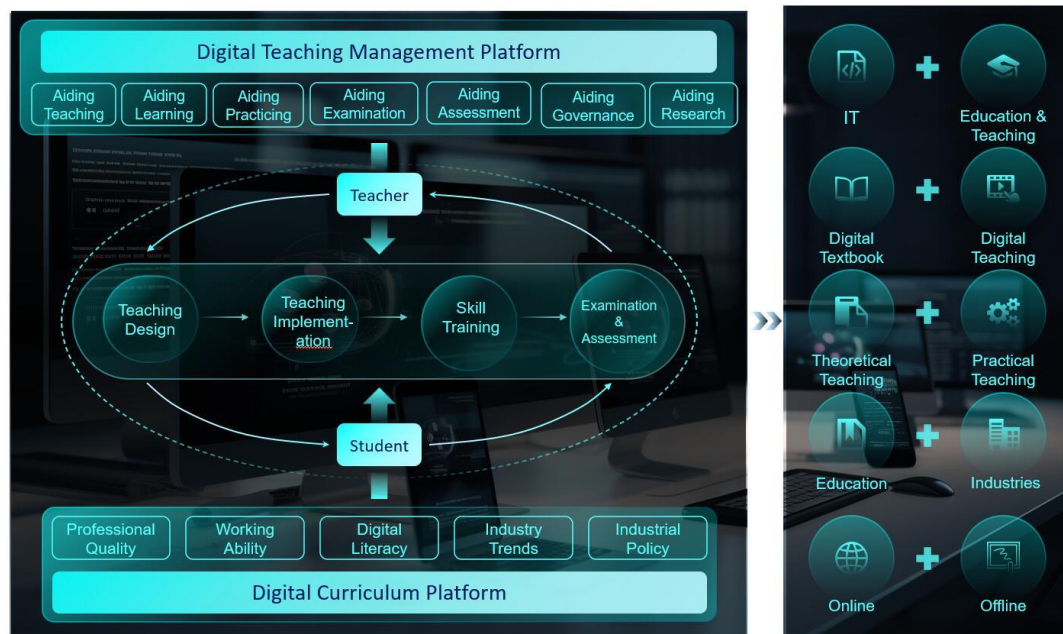 Digital Teaching Management Platform
Aiding
Teaching
Aiding
Learning
Aiding
Practicing
Aiding
Examination
Aiding
Assessment
Aiding
Governance
Aiding
Research
Teacher
Teaching
Design
Teaching
Implement-
ation
Skill
Training
Examination
&
Assessment
Student
Professional
Quality
Working
Ability
Digital
Literacy
Industry
Trends
Industrial
Policy
Digital Curriculum Platform
IT
Education &
Teaching
Digital
Textbook
Digital
Teaching
Theoretical
Teaching
Practical
Teaching
Education
Industries
Online
Offline